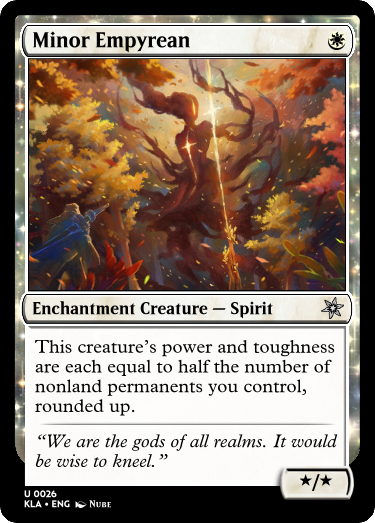 Minor Empyrean
Enchantment Creature — Spirit
This creature’s power and toughness
are each equal to half the number of
nonland permanents you control,
rounded up.
“We are the gods of all realms. It would
be wise to kneel.”
★/★
U 0026
KLA • ENG NUBE